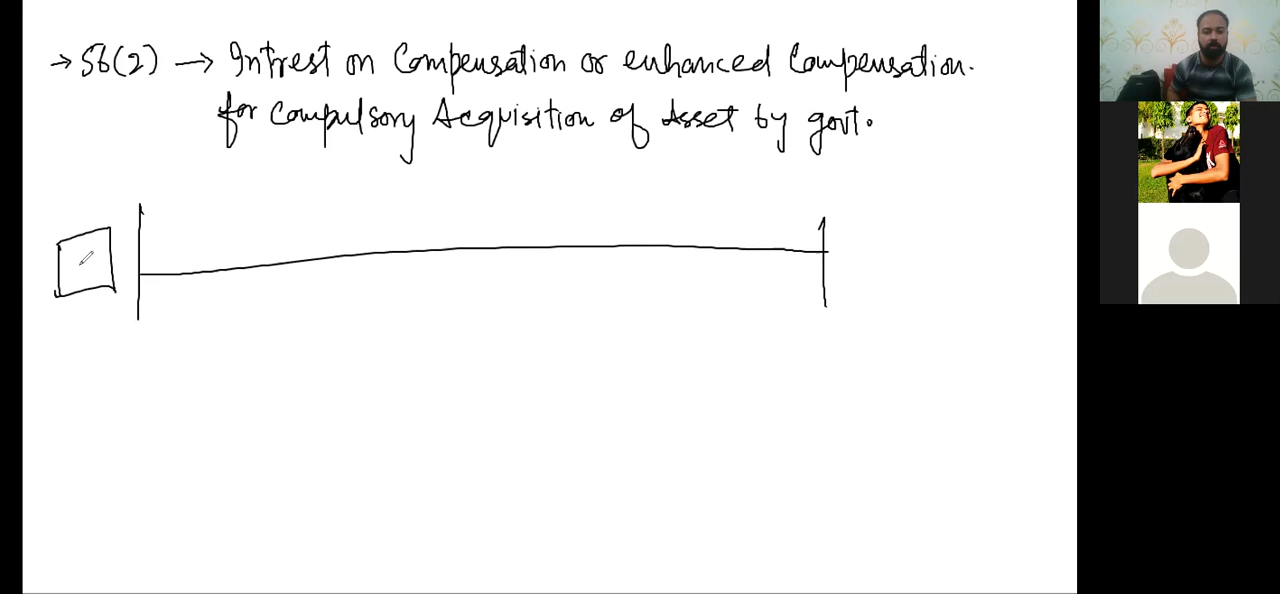 → 56(2) → Intrest on Compensation or enhanced Compensation.
for Compulsory Acquisition of Asset by govt.